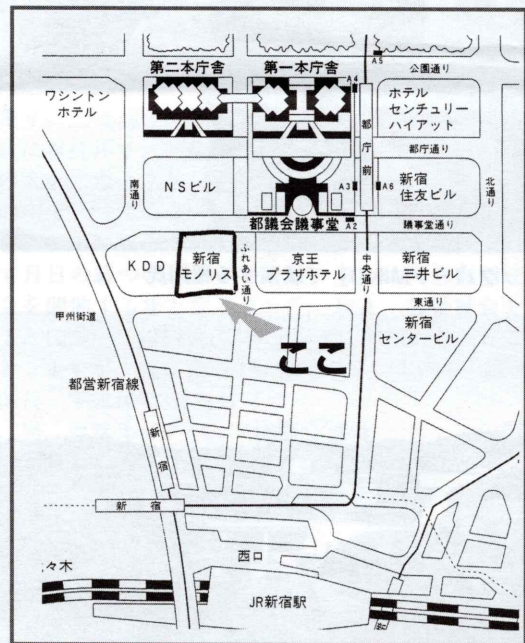 A5
公園通り
第二本庁舎
第一本庁舎
A4
ワシントン
ホテル
ホテル
センチュリー
ハイアット
都庁前
都庁通り
南通り
NSビル
A3
A6
新宿
住友ビル
北通り
都議会議事堂
A2
議事堂通り
KDD
新宿
モノリス
ふれあい通り
京王
プラザホテル
中央通り
新宿
三井ビル
東通り
甲州街道
ここ
新宿
センタービル
都営新宿線
新宿
新宿
西口
々木
JR新宿駅